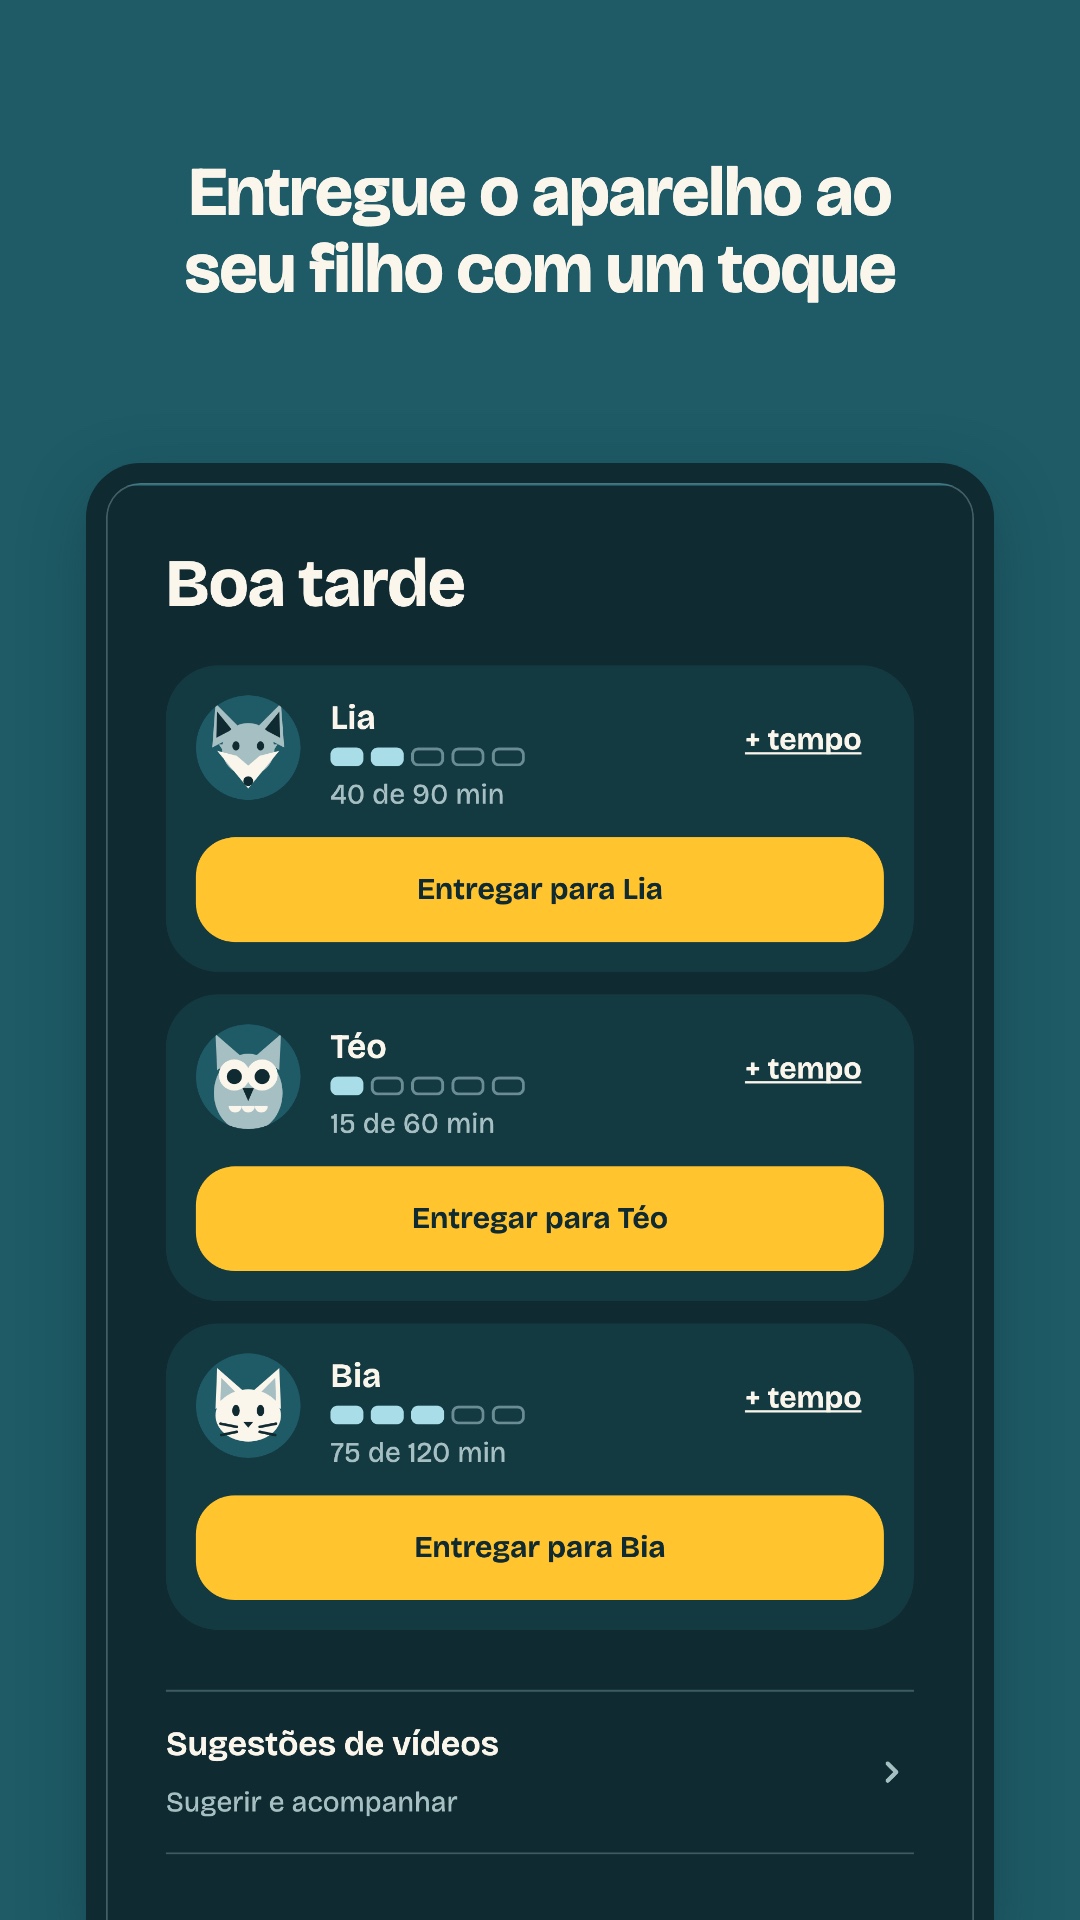 Entregue o aparelho ao
seu filho com um toque
Boa tarde
Lia
+ tempo
40 de 90 min
Entregar para Lia
Téo
+ tempo
15 de 60 min
Entregar para Téo
Bia
+ tempo
75 de 120 min
Entregar para Bia
Sugestões de vídeos
Sugerir e acompanhar